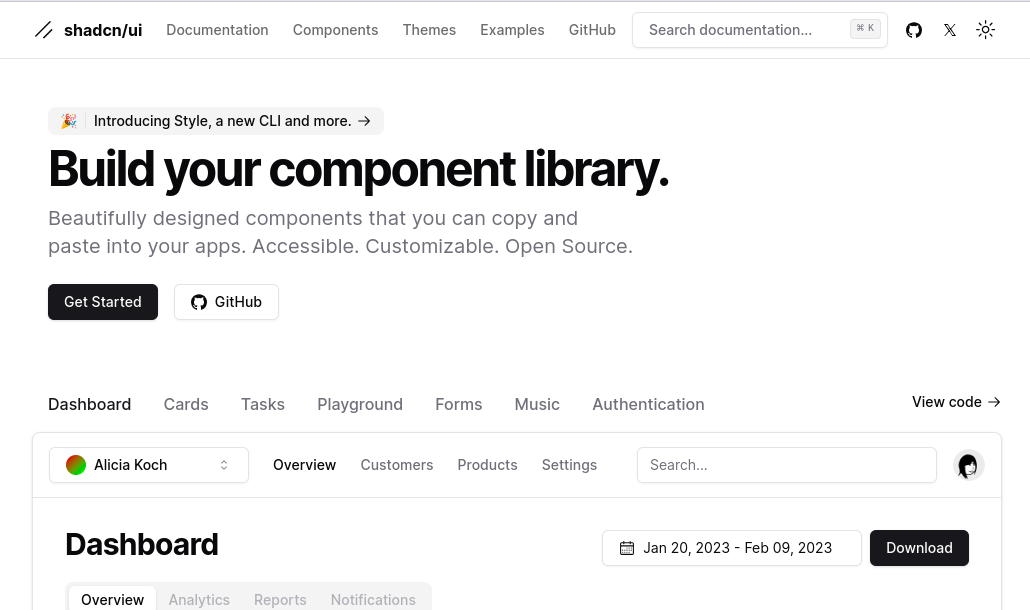 shadcn/ui Documentation Components Themes Examples GitHub Search documentation... ⌘ K
🎉 Introducing Style, a new CLI and more. →
Build your component library.
Beautifully designed components that you can copy and
paste into your apps. Accessible. Customizable. Open Source.
Get Started GitHub
Dashboard Cards Tasks Playground Forms Music Authentication View code →
Alicia Koch Overview Customers Products Settings Search...
Dashboard Jan 20, 2023 - Feb 09, 2023 Download
Overview Analytics Reports Notifications